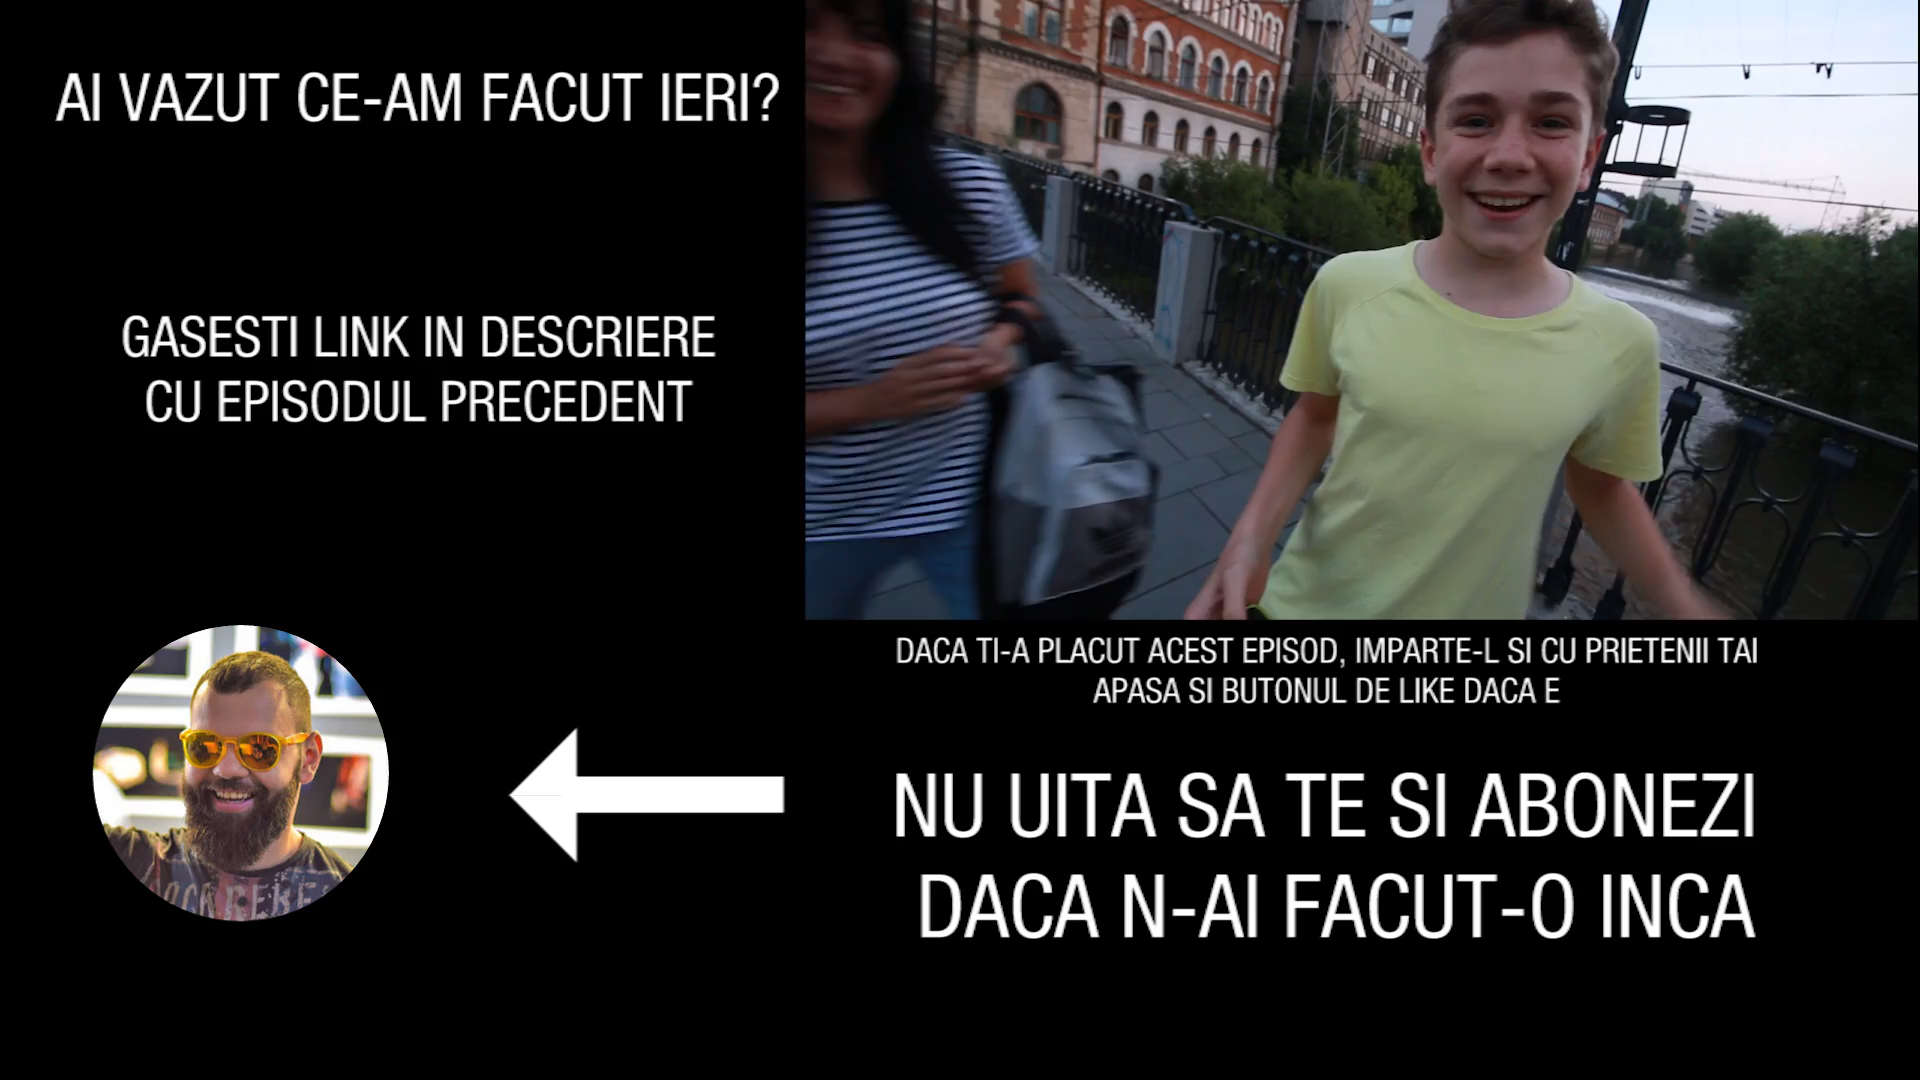 AI VAZUT CE-AM FACUT IERI?
GASESTI LINK IN DESCRIERE
CU EPISODUL PRECEDENT
DACA TI-A PLACUT ACEST EPISOD, IMPARTE-L SI CU PRIETENII TAI
APASA SI BUTONUL DE LIKE DACA E
NU UITA SA TE SI ABONEZI
DACA N-AI FACUT-O INCA